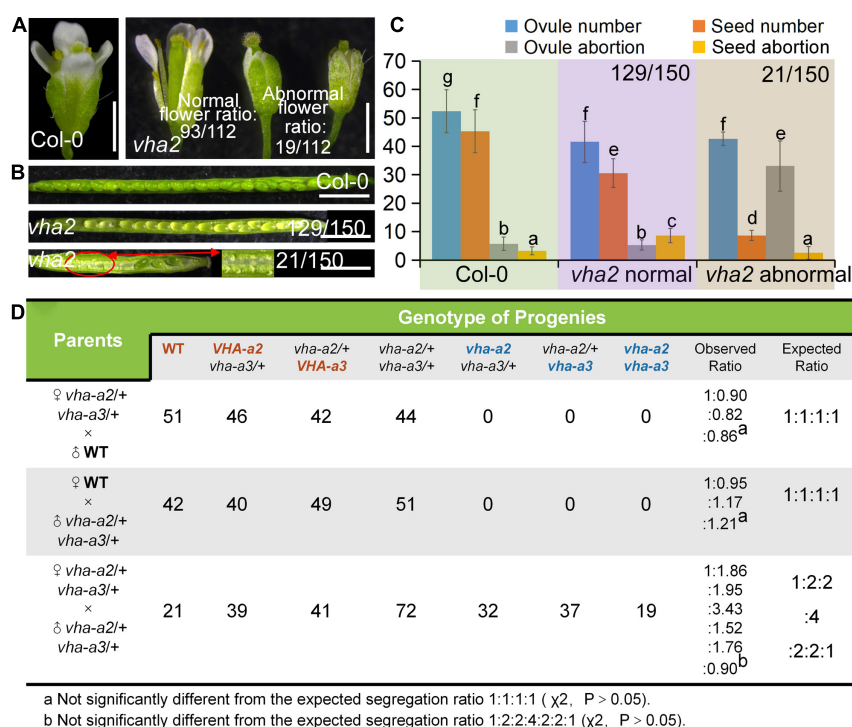 A
Col-0
Normal
flower ratio:
93/112
Abnormal
flower
ratio:
19/112
vha2
B
Col-0
vha2
129/150
vha2
21/150
C
Ovule number
Seed number
Ovule abortion
Seed abortion
70
60
50
40
30
20
10
0
129/150
21/150
g
f
b
a
f
e
b
c
f
d
e
a
Col-0
vha2 normal
vha2 abnormal
D
Parents
Genotype of Progenies
WT
VHA-a2
vha-a3/+
vha-a2/+
VHA-a3
vha-a2/+
vha-a3/+
vha-a2
vha-a3/+
vha-a2/+
vha-a3
vha-a2
vha-a3
Observed
Ratio
Expected
Ratio
♀ vha-a2/+
vha-a3/+
×
♂ WT
51 46 42 44 0 0 0
1:0.90
:0.82
:0.86a
1:1:1:1
♀ WT
×
♂ vha-a2/+
vha-a3/+
42 40 49 51 0 0 0
1:0.95
:1.17
:1.21a
1:1:1:1
♀ vha-a2/+
vha-a3/+
×
♂ vha-a2/+
vha-a3/+
21 39 41 72 32 37 19
1:1.86
:1.95
:3.43
:1.52
:1.76
:0.90b
1:2:2
:4
:2:2:1
a Not significantly different from the expected segregation ratio 1:1:1:1 ( χ2, P > 0.05).
b Not significantly different from the expected segregation ratio 1:2:2:4:2:2:1 (χ2, P > 0.05).